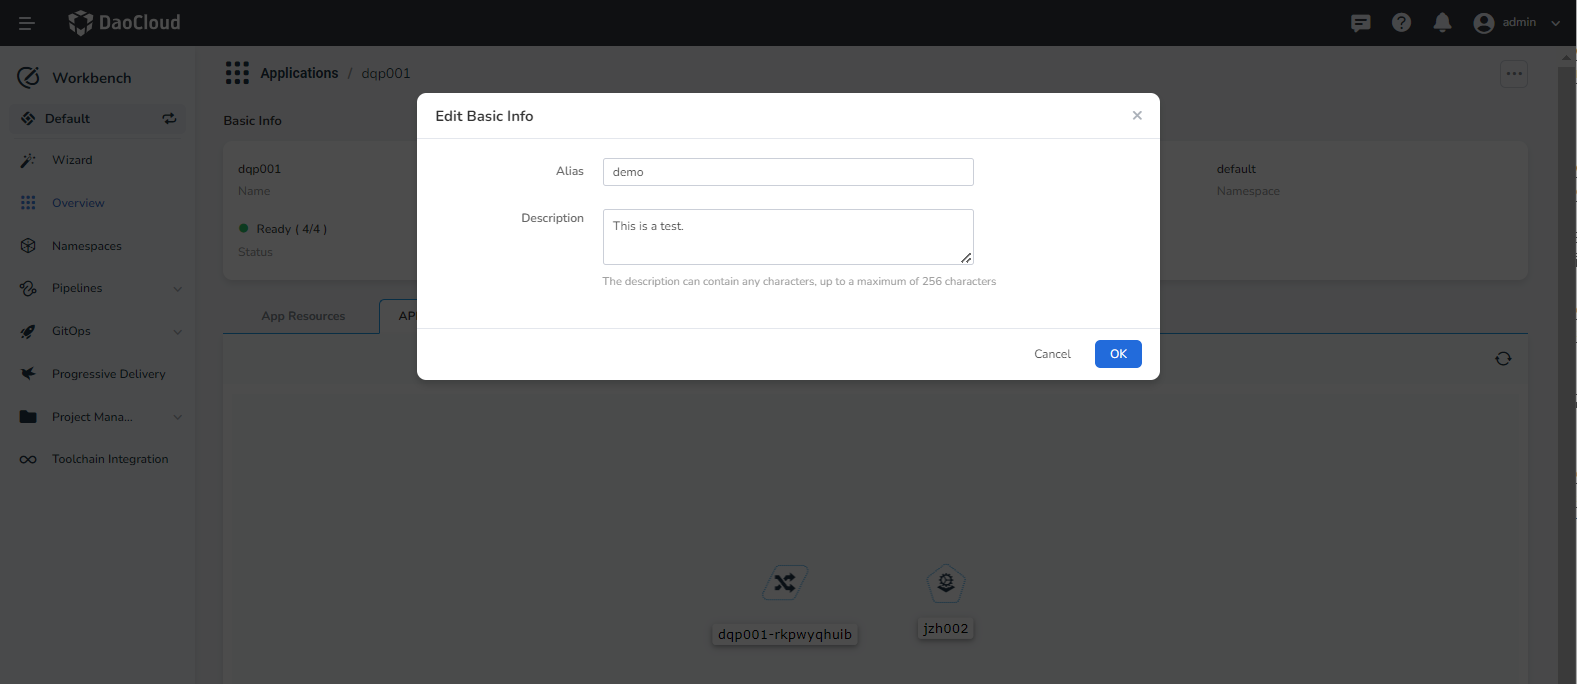 DaoCloud
admin
Workbench
Default
Wizard
Overview
Namespaces
Pipelines
GitOps
Progressive Delivery
Project Mana...
Toolchain Integration
Applications / dqp001
Basic Info
dqp001
Name
Ready ( 4/4 )
Status
default
Namespace
App Resources
Edit Basic Info
Alias
demo
Description
This is a test.
The description can contain any characters, up to a maximum of 256 characters
Cancel
OK
dqp001-rkpwyqhuib
jzh002